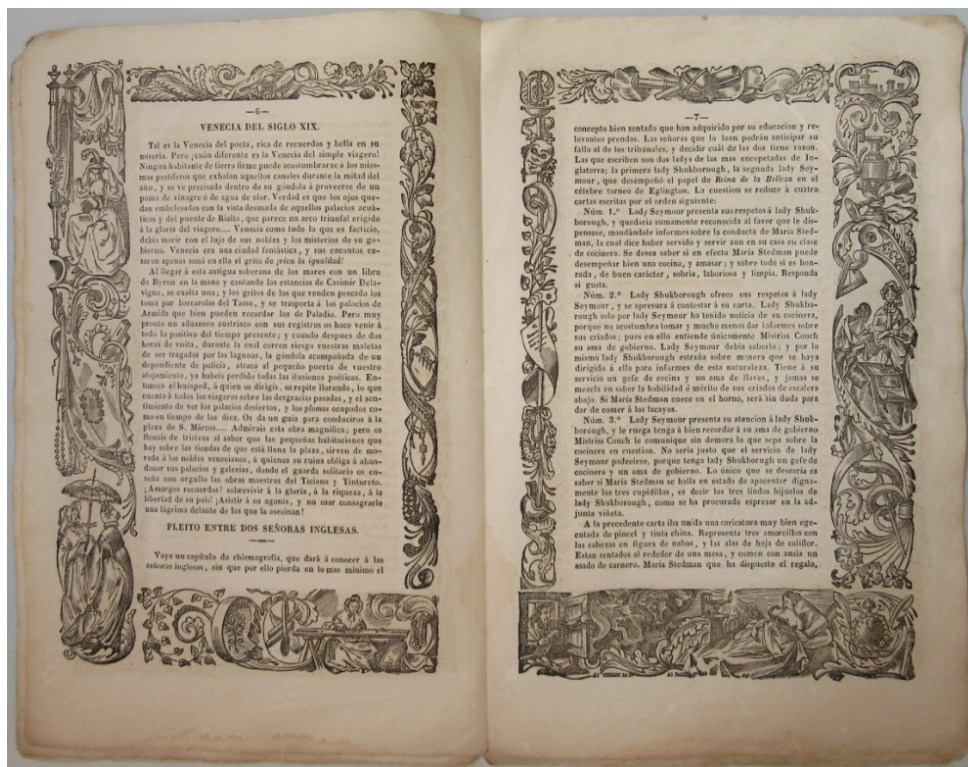 —6—
VENECIA DEL SIGLO XIX.
Tal es la Venecia del poeta, rica de recuerdos y bella en su
miseria. Pero ¡cuán diferente es la Venecia del simple viagero!
Ningun habitante de tierra firme puede acostumbrarse á los mias-
mas pestíferos que exhalan aquellos canales durante la mitad del
año, y se ve precisado dentro de su góndola á proveerse de un
pomo de vinagre ó de agua de olor. Verdad es que los ojos que-
dan embelesados con la vista desusada de aquellos palacios acuá-
ticos y del puente de Rialto, que parece un arco triunfal erigido
á la gloria del viagero.... Venecia como todo lo que es facticio,
debia morir con el lujo de sus nobles y los misterios de su go-
bierno. Venecia era una ciudad fantástica, y sus encantos ce-
saron apenas sonó en ella el grito de ¡viva la igualdad!
Al llegar á esta antigua soberana de los mares con un libro
de Byron en la mano y cantando las estancias de Casimir Dela-
vigne, se exalta uno; y los gritos de los que venden pescado los
toma por barcarolas del Tasso, y se trasporta á los palacios de
Armida que bien pueden recordar los de Paladio. Pero muy
pronto un aduanero austriaco con sus registros os hace venir á
todo lo positivo del tiempo presente; y cuando despues de dos
horas de visita, durante la cual corren riesgo vuestras maletas
de ser tragadas por las lagunas, la góndola acompañada de un
dependiente de policía, atraca al pequeño puerto de vuestro
alojamiento, ya habeis perdido todas las ilusiones poéticas. En-
tonces el huésped, á quien os dirigís, os repite llorando, lo que
cuenta á todos los viageros sobre las desgracias pasadas, y el sen-
timiento de ver los palacios desiertos, y los plomos ocupados co-
mo en tiempo de los diez. Os da un guia para conduciros á la
plaza de S. Márcos.... Admirais esta obra magnífica; pero os
llenais de tristeza al saber que las pequeñas habitaciones que
hay sobre las tiendas de que está llena la plaza, sirven de mo-
rada á los nobles venecianos, á quienes su ruina obliga á aban-
donar sus palacios y galerías, donde el guarda solitario os en-
seña con orgullo las obras maestras del Ticiano y Tintoreto.
¡Amargos recuerdos! sobrevivir á la gloria, á la riqueza, á la
libertad de su pais! ¡Asistir á su agonía, y no osar consagrarle
una lágrima delante de los que la asesinan!
PLEITO ENTRE DOS SEÑORAS INGLESAS.
Vaya un capítulo de chismografía, que dará á conocer á las
señoras inglesas, sin que por ello pierda en lo mas mínimo el
—7—
concepto bien sentado que han adquirido por su educacion y re-
levantes prendas. Las señoras que lo lean podrán anticipar su
fallo al de los tribunales, y decidir cuál de las dos tiene razon.
Las que escriben son dos ladys de las mas encopetadas de In-
glaterra; la primera lady Shukborough, la segunda lady Sey-
mour, que desempeñó el papel de Reina de la Belleza en el
célebre torneo de Eglington. La cuestion se reduce á cuatro
cartas escritas por el orden siguiente:
Núm. 1.º Lady Seymour presenta sus respetos á lady Shuk-
borough, y quedaria sumamente reconocida al favor que le dis-
pensase, mandándole informes sobre la conducta de María Sted-
man, la cual dice haber servido y servir aun en su casa en clase
de cocinera. Se desea saber si en efecto María Stedman puede
desempeñar bien una cocina, y amasar; y sobre todo si es hon-
rada, de buen carácter, sobria, laboriosa y limpia. Responda
si gusta.
Núm. 2.º Lady Shukborough ofrece sus respetos á lady
Seymour, y se apresura á contestar á su carta. Lady Shukbo-
rough solo por lady Seymour ha tenido noticia de su cocinera,
porque no acostumbra tomar y mucho menos dar informes sobre
sus criados; pues en ello entiende únicamente Mistriss Couch
su ama de gobierno. Lady Seymour debia saberlo; y por lo
mismo lady Shukborough estraña sobre manera que se haya
dirigido á ella para informes de esta naturaleza. Tiene á su
servicio un gefe de cocina y un ama de llaves, y jamas se
mezcla en saber la habilidad ó mérito de sus criados de escalera
abajo. Si María Stedman cuece en el horno, será sin duda para
dar de comer á los lacayos.
Núm. 3.º Lady Seymour presenta su atencion á lady Shuk-
borough, y le ruega tenga á bien recordar á su ama de gobierno
Mistriss Couch le comunique sin demora lo que sepa sobre la
cocinera en cuestion. No seria justo que el servicio de lady
Seymour padeciese, porque tenga lady Shukborough un gefe de
cocinera y un ama de gobierno. Lo único que se desearia es
saber si María Stedman se halla en estado de apacentar digna-
mente los tres cupidillos, es decir los tres lindos hijuelos de
lady Shukborough, como se ha procurado espresar en la ad-
junta viñeta.
A la precedente carta iba unida una caricatura muy bien ege-
cutada de pincel y tinta china. Representa tres amorcillos con
las cabezas en figura de nabos, y las alas de hoja de coliflor.
Estan sentados al rededor de una mesa, y comen con ansia un
asado de carnero. María Stedman que ha dispuesto el regalo,